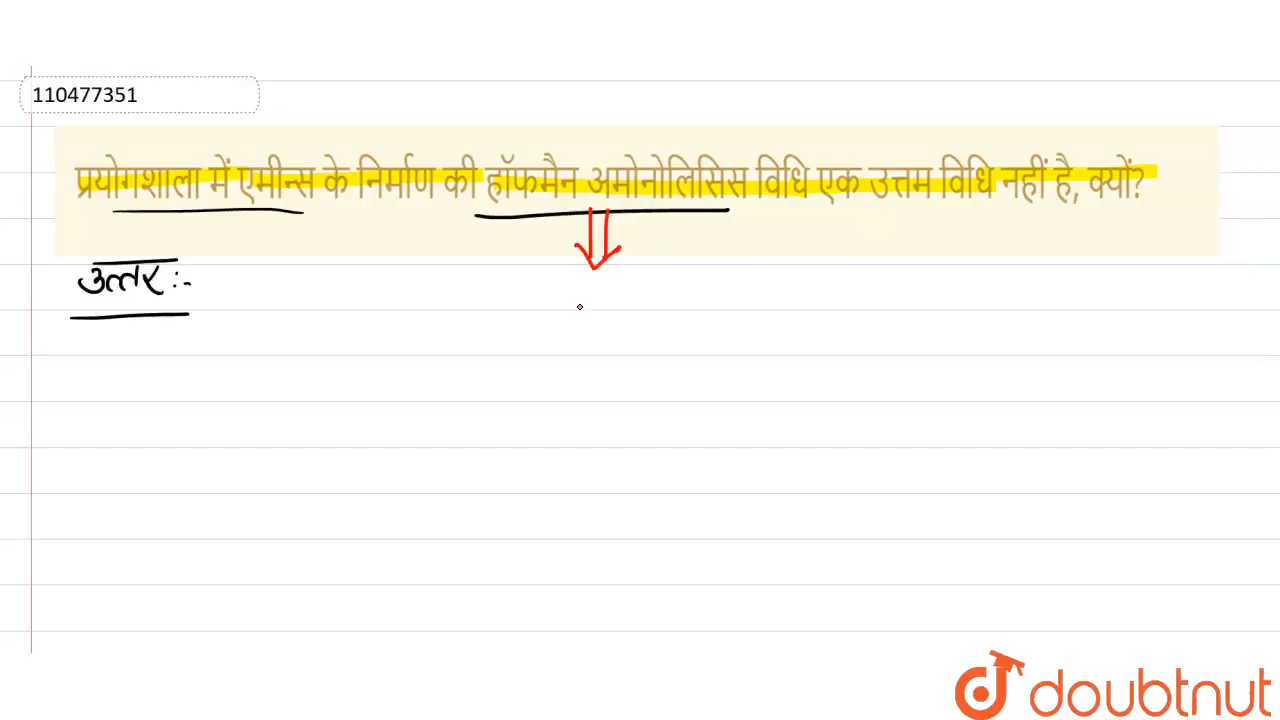 110477351
प्रयोगशाला में एमीन्स के निर्माण की हॉफमैन अमोनोलिसिस विधि एक उत्तम विधि नहीं है, क्यों?
उत्तर :-
doubtnut